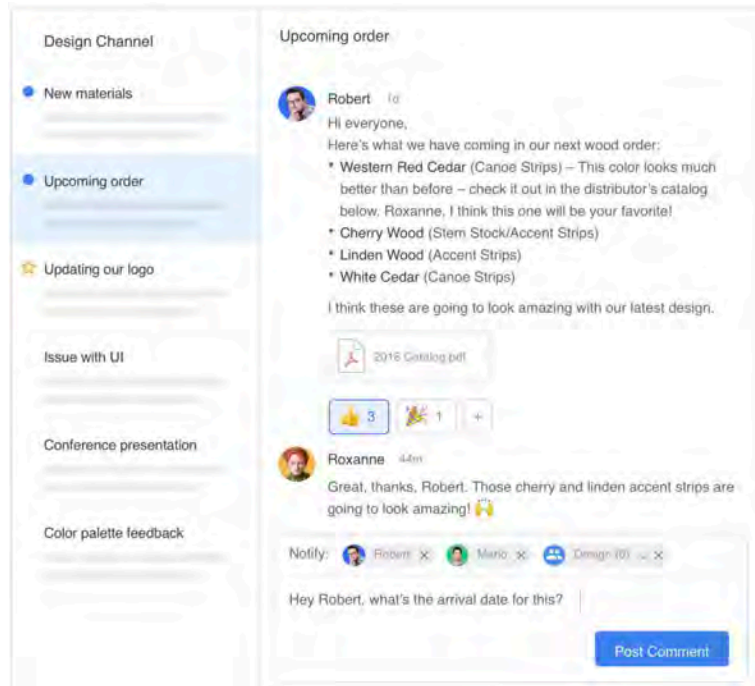 Design Channel
New materials
Upcoming order
Updating our logo
Issue with UI
Conference presentation
Color palette feedback
Upcoming order
Robert 1d
Hi everyone,
Here's what we have coming in our next wood order:
* Western Red Cedar (Canoe Strips) – This color looks much
better than before – check it out in the distributor's catalog
below. Roxanne, I think this one will be your favorite!
* Cherry Wood (Stem Stock/Accent Strips)
* Linden Wood (Accent Strips)
* White Cedar (Canoe Strips)
I think these are going to look amazing with our latest design.
2018 Catalog.pdf
3 1 +
Roxanne 44m
Great, thanks, Robert. Those cherry and linden accent strips are
going to look amazing!
Notify: Robert Mario Design (6)
Hey Robert, what's the arrival date for this?
Post Comment